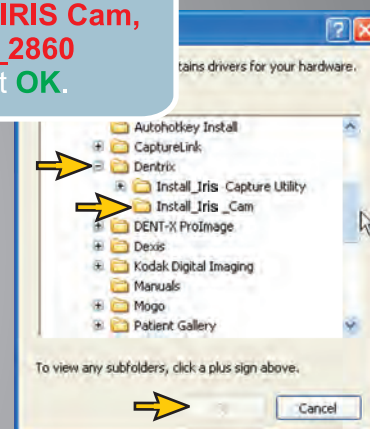 IRIS Cam,
_2860
t OK.
tains drivers for your hardware.
Autohotkey Install
CaptureLink
Dentrix
Install_Iris Capture Utility
Install_Iris _Cam
DENT-X ProImage
Dexis
Kodak Digital Imaging
Manuals
Mogo
Patient Gallery
To view any subfolders, click a plus sign above.
Cancel